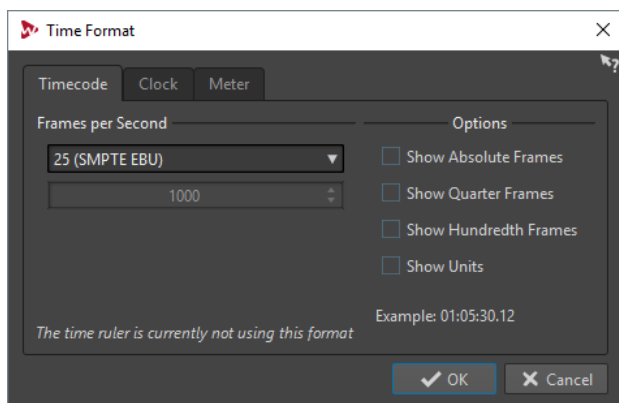 Time Format
Timecode Clock Meter
Frames per Second
25 (SMPTE EBU)
1000
Options
Show Absolute Frames
Show Quarter Frames
Show Hundredth Frames
Show Units
Example: 01:05:30.12
The time ruler is currently not using this format
OK Cancel